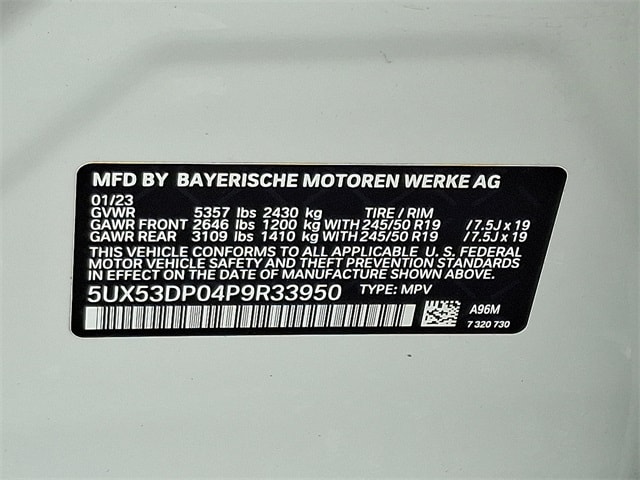 MFD BY BAYERISCHE MOTOREN WERKE AG
01/23
GVWR 5357 lbs 2430 kg TIRE / RIM
GAWR FRONT 2646 lbs 1200 kg WITH 245/50 R19 / 7.5J x 19
GAWR REAR 3109 lbs 1410 kg WITH 245/50 R19 / 7.5J x 19
THIS VEHICLE CONFORMS TO ALL APPLICABLE U. S. FEDERAL
MOTOR VEHICLE SAFETY AND THEFT PREVENTION STANDARDS
IN EFFECT ON THE DATE OF MANUFACTURE SHOWN ABOVE.
5UX53DP04P9R33950 TYPE: MPV
A96M
7 320 730